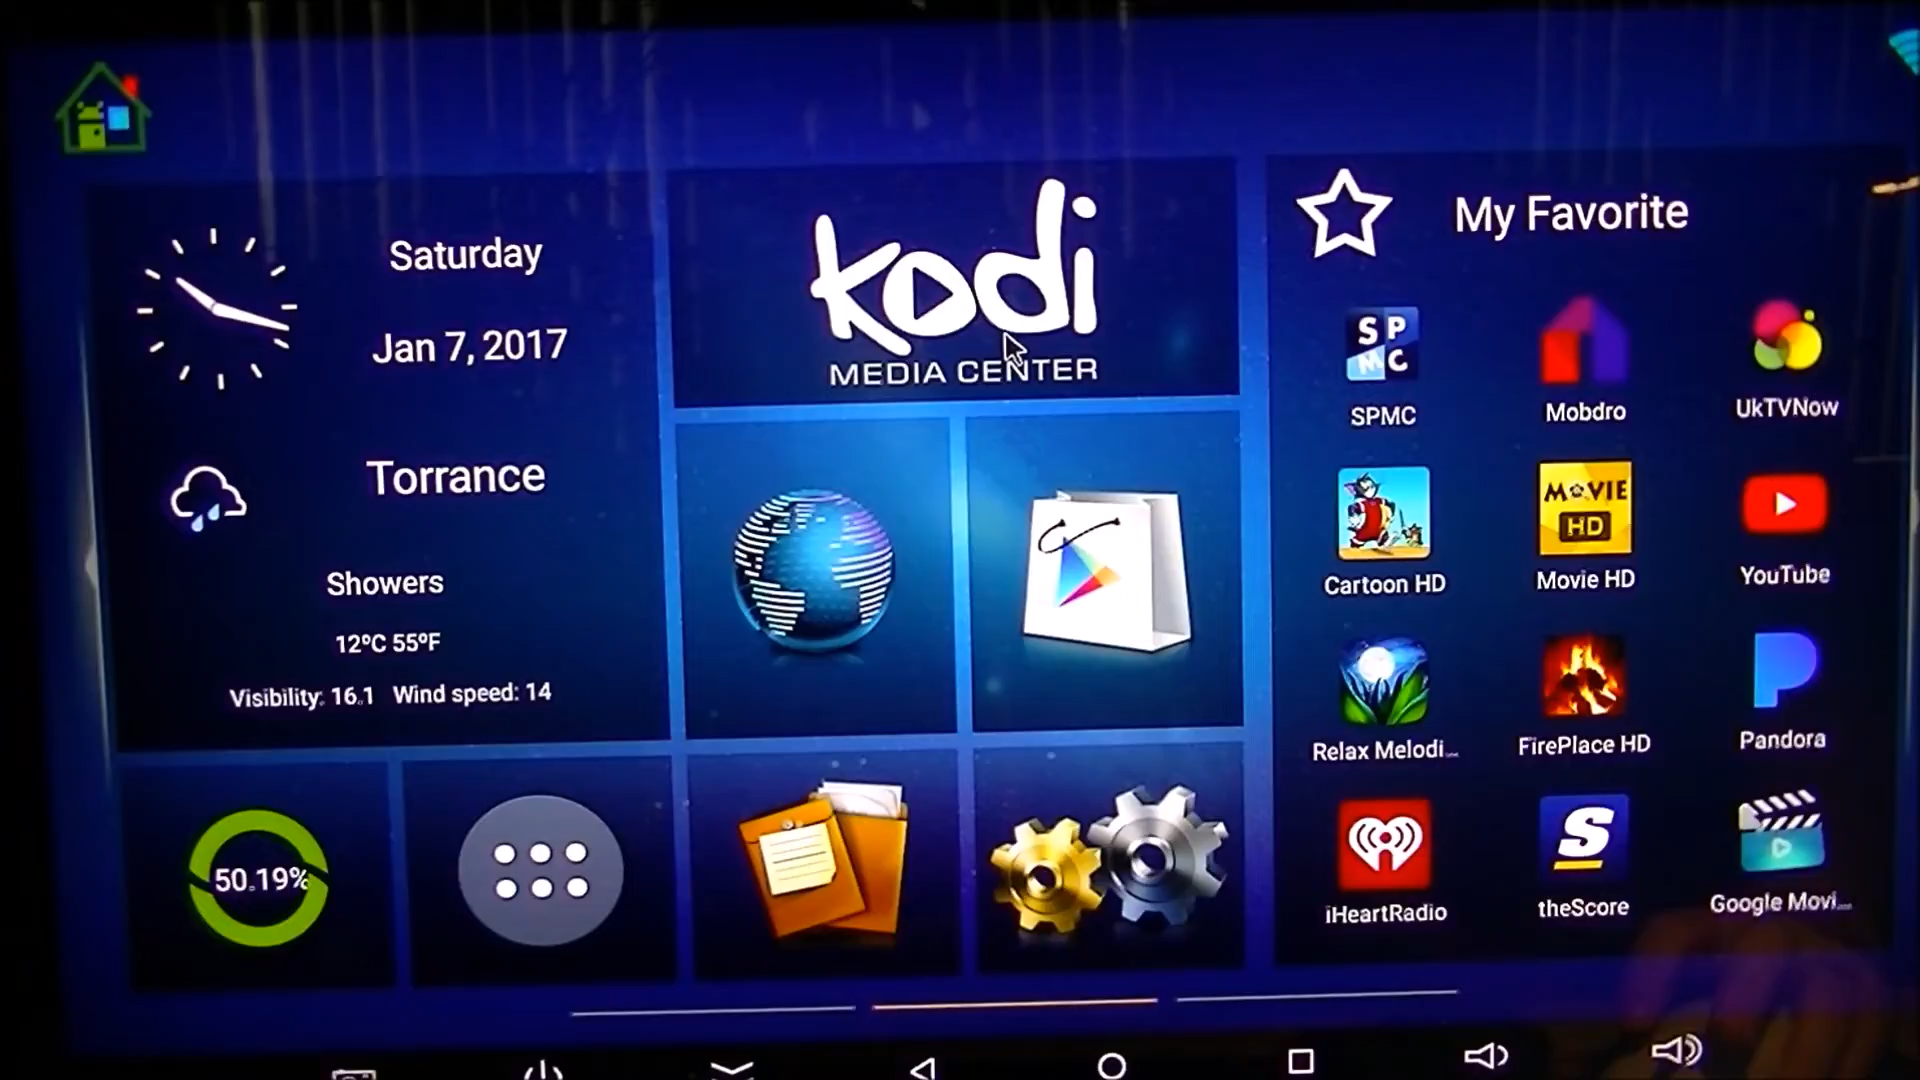 Saturday
Jan 7, 2017
Torrance
Showers
12°C 55°F
Visibility: 16.1 Wind speed: 14
50.19%
kodi
MEDIA CENTER
My Favorite
SP
MC
SPMC
Mobdro
UkTVNow
MOVIE
HD
Cartoon HD
Movie HD
YouTube
Relax Melodi...
FirePlace HD
Pandora
iHeartRadio
theScore
Google Movi...